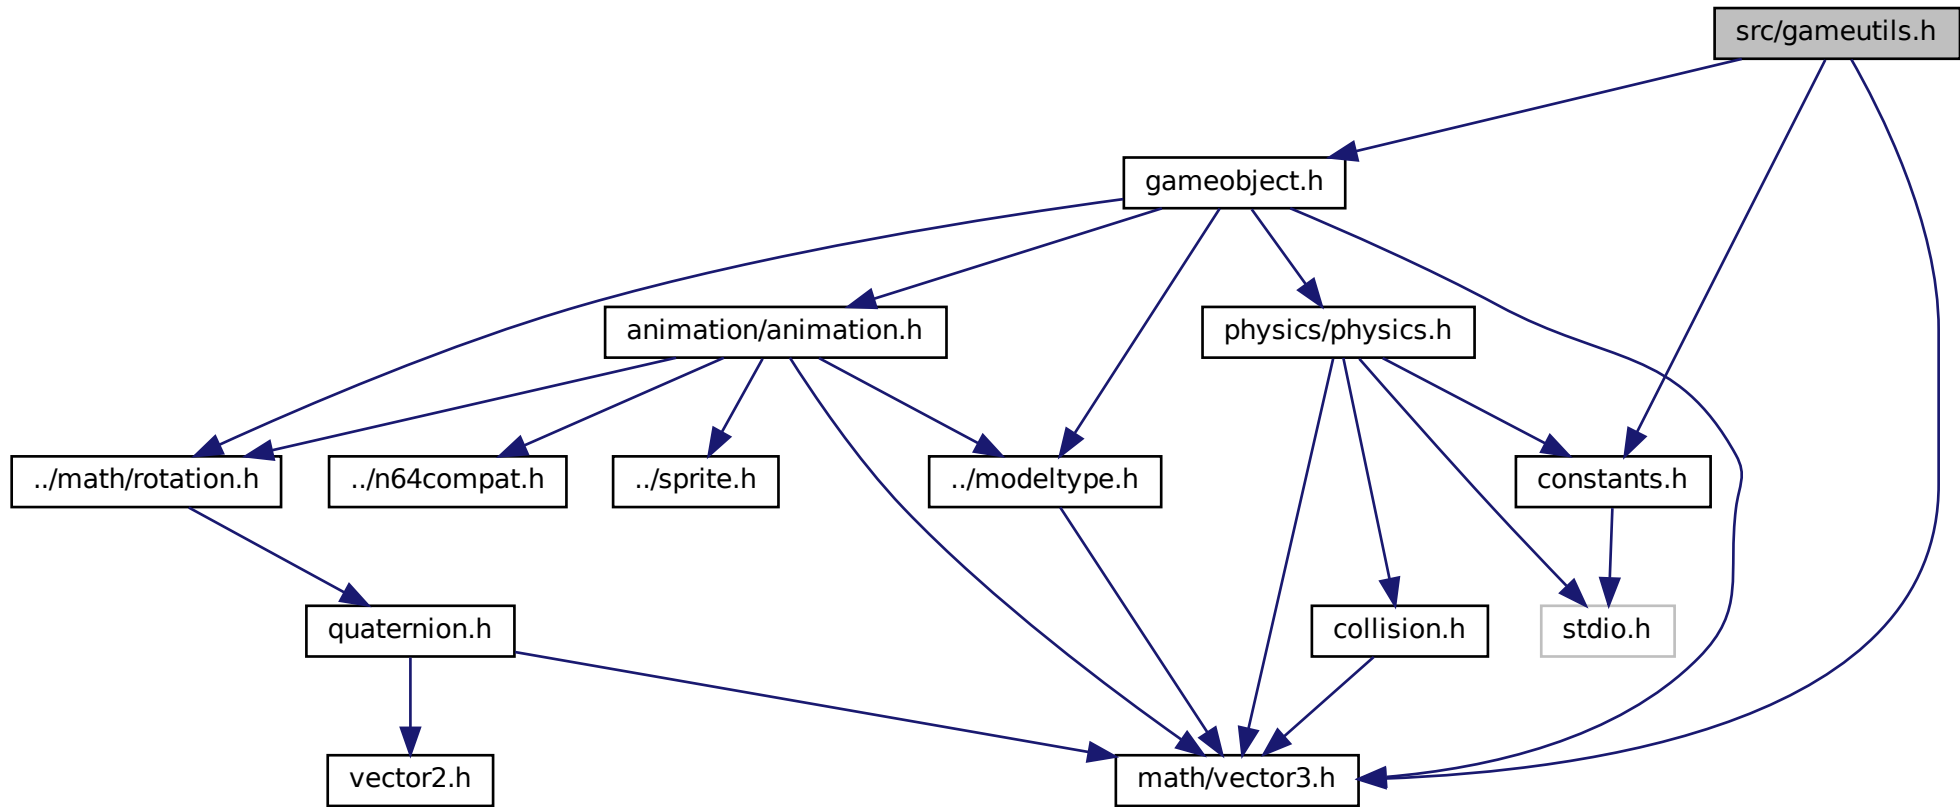 src/gameutils.h
gameobject.h
animation/animation.h
physics/physics.h
../math/rotation.h
../n64compat.h
../sprite.h
../modeltype.h
constants.h
quaternion.h
collision.h
stdio.h
vector2.h
math/vector3.h